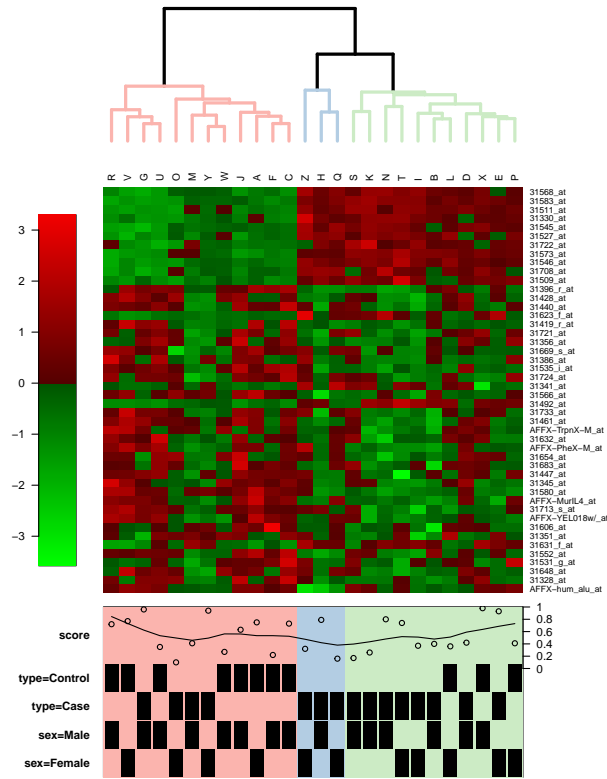 R V G U O M Y W J A F C Z H Q S K N T I B L D X E P
31568_at
31583_at
31511_at
31330_at
31545_at
31527_at
31722_at
31573_at
31546_at
31708_at
31509_at
31396_r_at
31428_at
31440_at
31623_f_at
31419_r_at
31721_at
31356_at
31669_s_at
31386_at
31535_i_at
31724_at
31341_at
31566_at
31492_at
31733_at
31461_at
AFFX−TrpnX−M_at
31632_at
AFFX−PheX−M_at
31654_at
31683_at
31447_at
31345_at
31580_at
AFFX−MurIL4_at
31713_s_at
AFFX−YEL018w/_at
31606_at
31351_at
31631_f_at
31552_at
31531_g_at
31648_at
31328_at
AFFX−hum_alu_at
3
2
1
0
−1
−2
−3
score
1
0.8
0.6
0.4
0.2
0
type=Control
type=Case
sex=Male
sex=Female